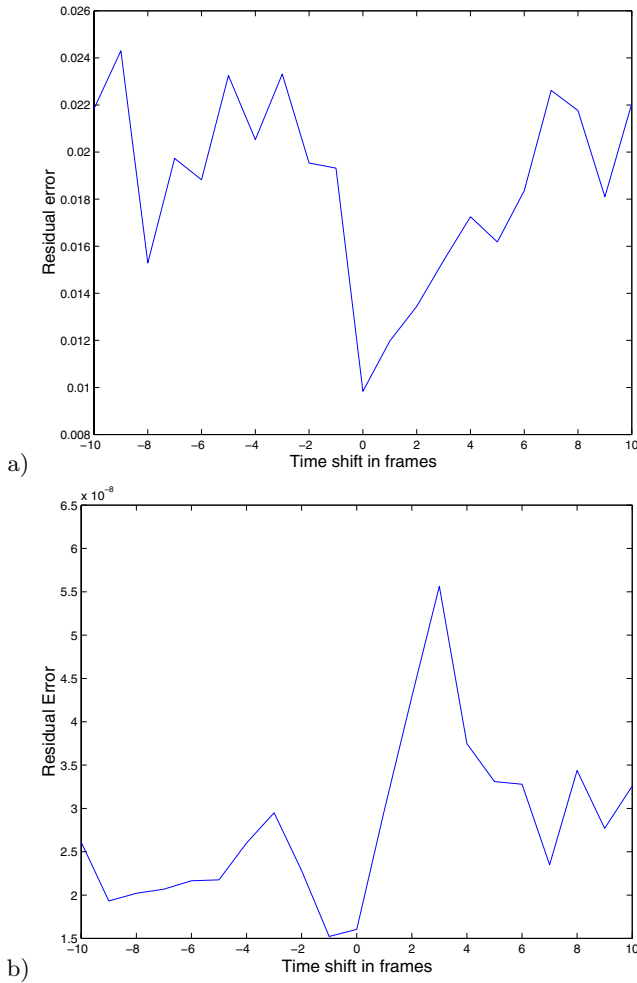 0.026
0.024
0.022
0.02
0.018
0.016
0.014
0.012
0.01
0.008
Residual error
−10 −8 −6 −4 −2 0 2 4 6 8 10
Time shift in frames
a)
x 10⁻⁸
6.5
6
5.5
5
4.5
4
3.5
3
2.5
2
1.5
Residual Error
−10 −8 −6 −4 −2 0 2 4 6 8 10
Time shift in frames
b)